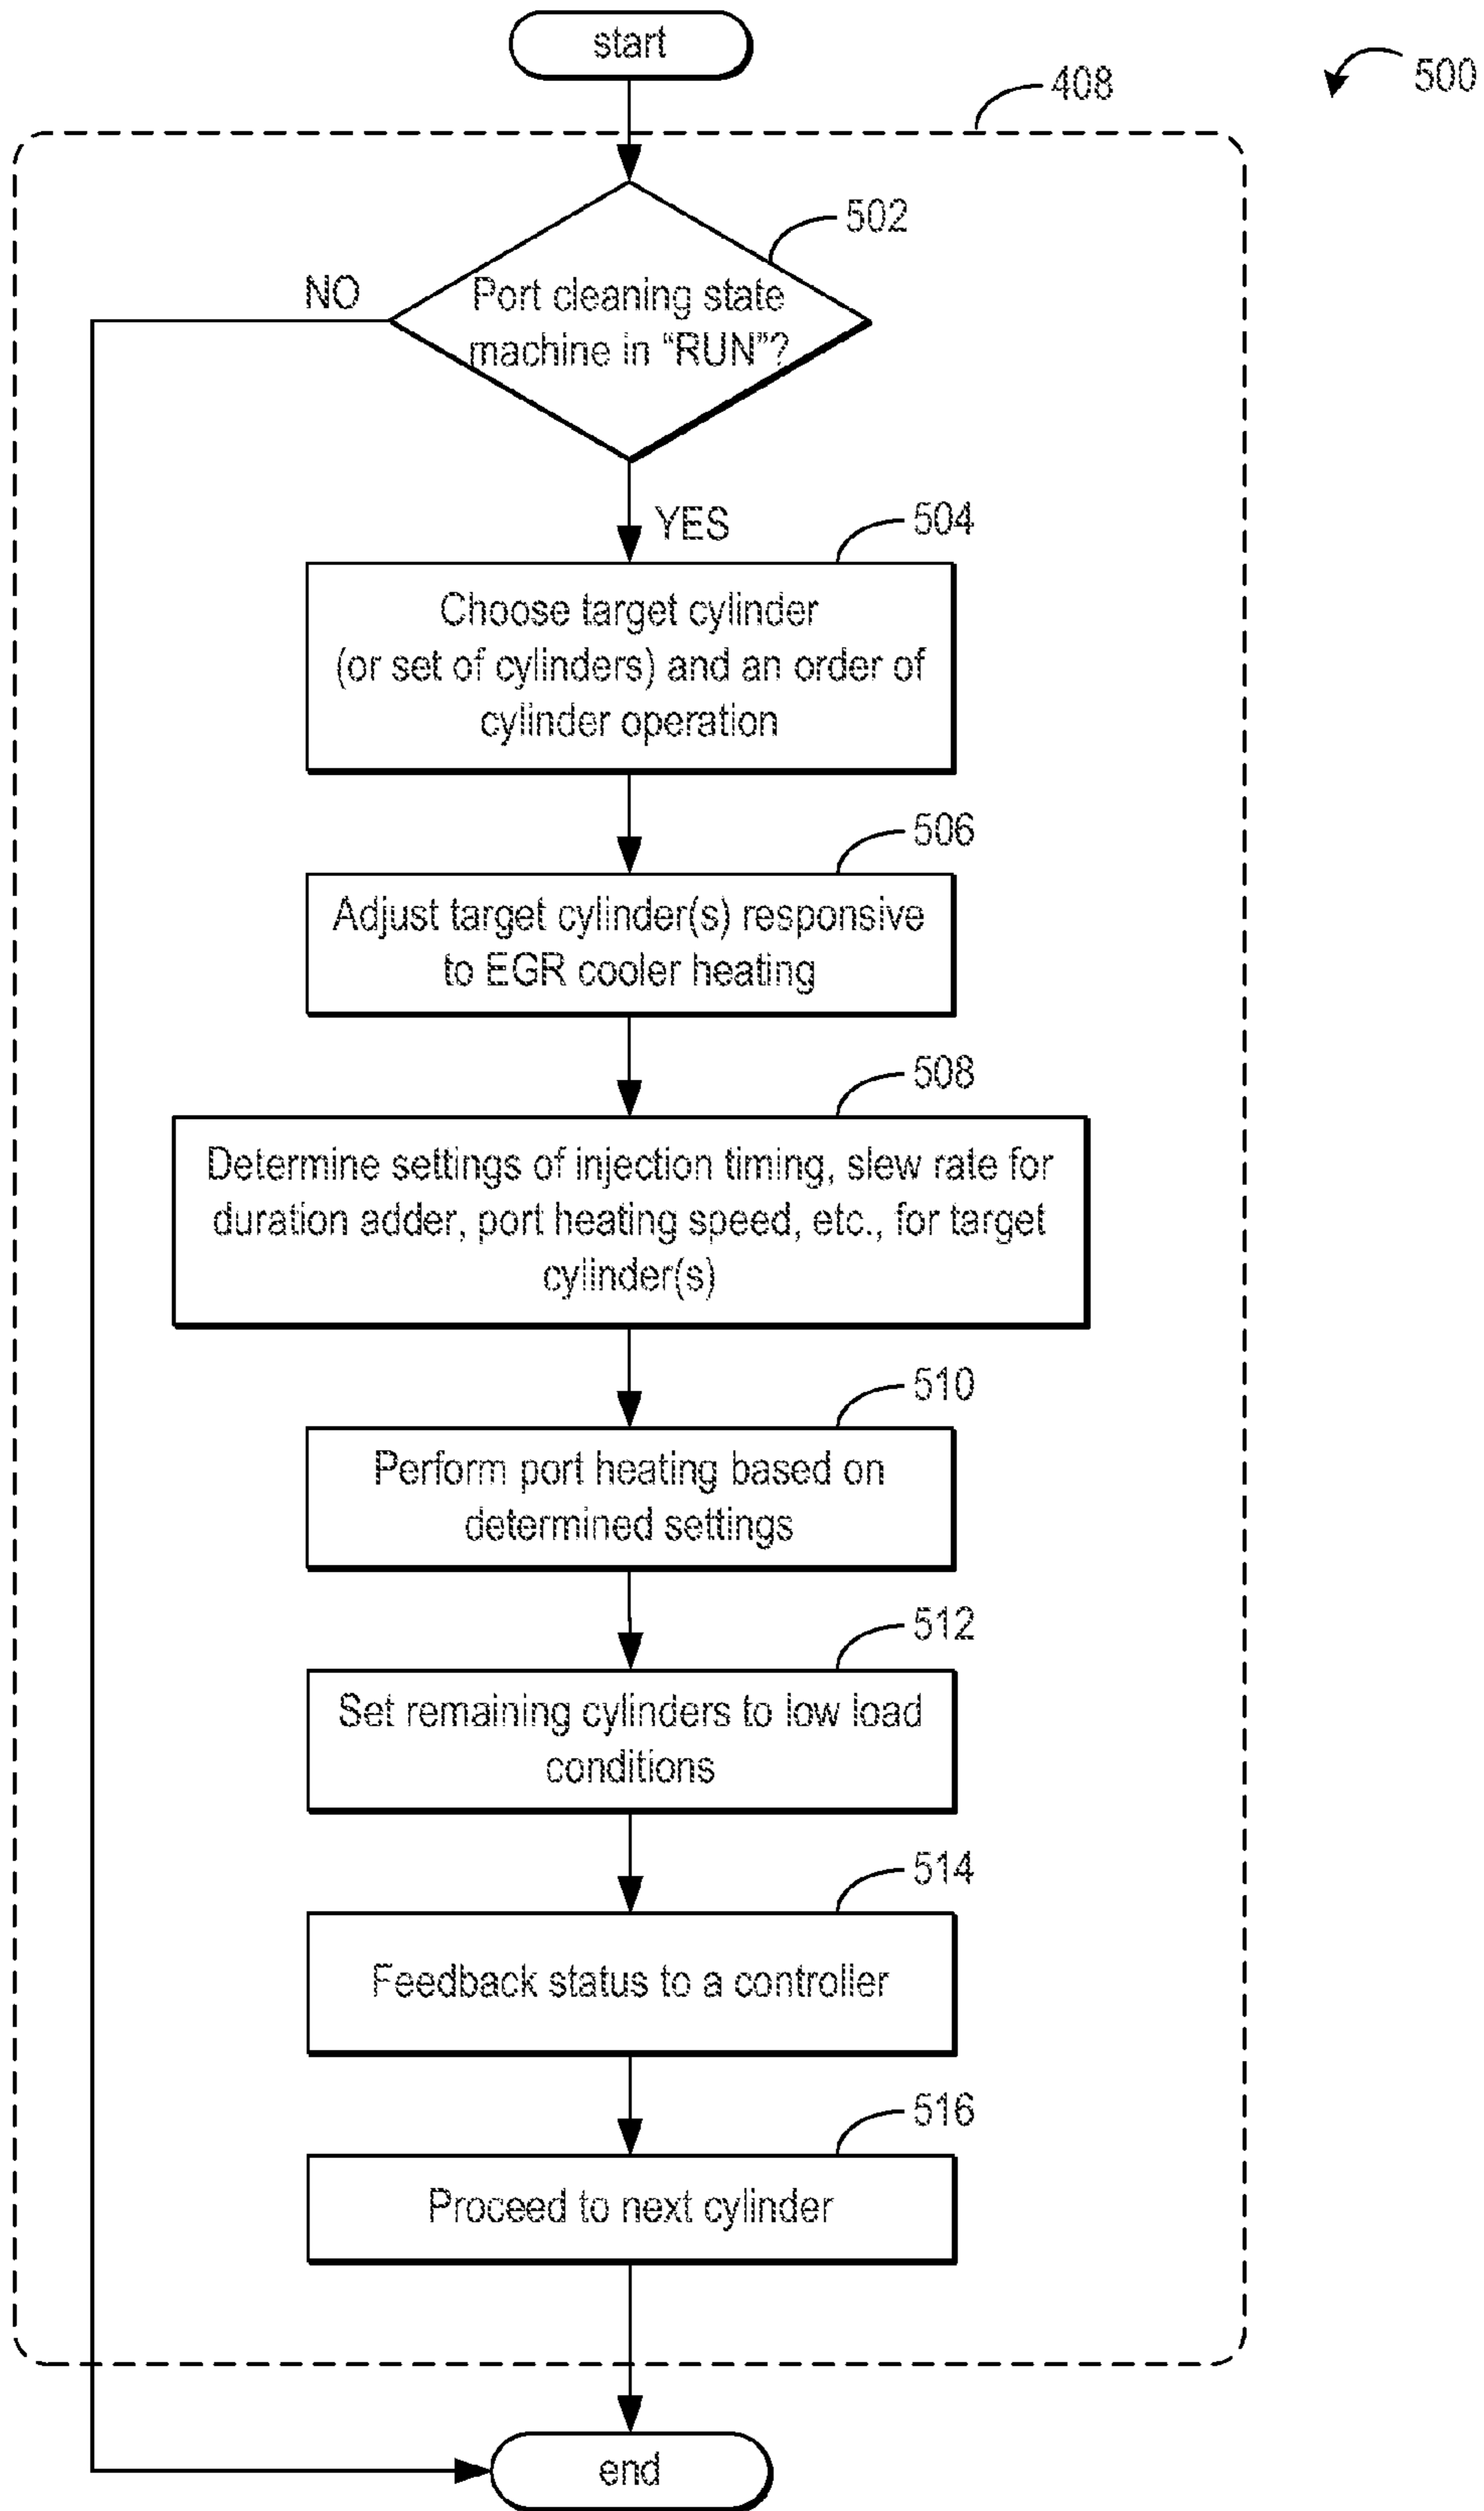 start
500
408
502
NO
Port cleaning state
machine in “RUN”?
YES
504
Choose target cylinder
(or set of cylinders) and an order of
cylinder operation
506
Adjust target cylinder(s) responsive
to EGR cooler heating
508
Determine settings of injection timing, slew rate for
duration adder, port heating speed, etc., for target
cylinder(s)
510
Perform port heating based on
determined settings
512
Set remaining cylinders to low load
conditions
514
Feedback status to a controller
516
Proceed to next cylinder
end